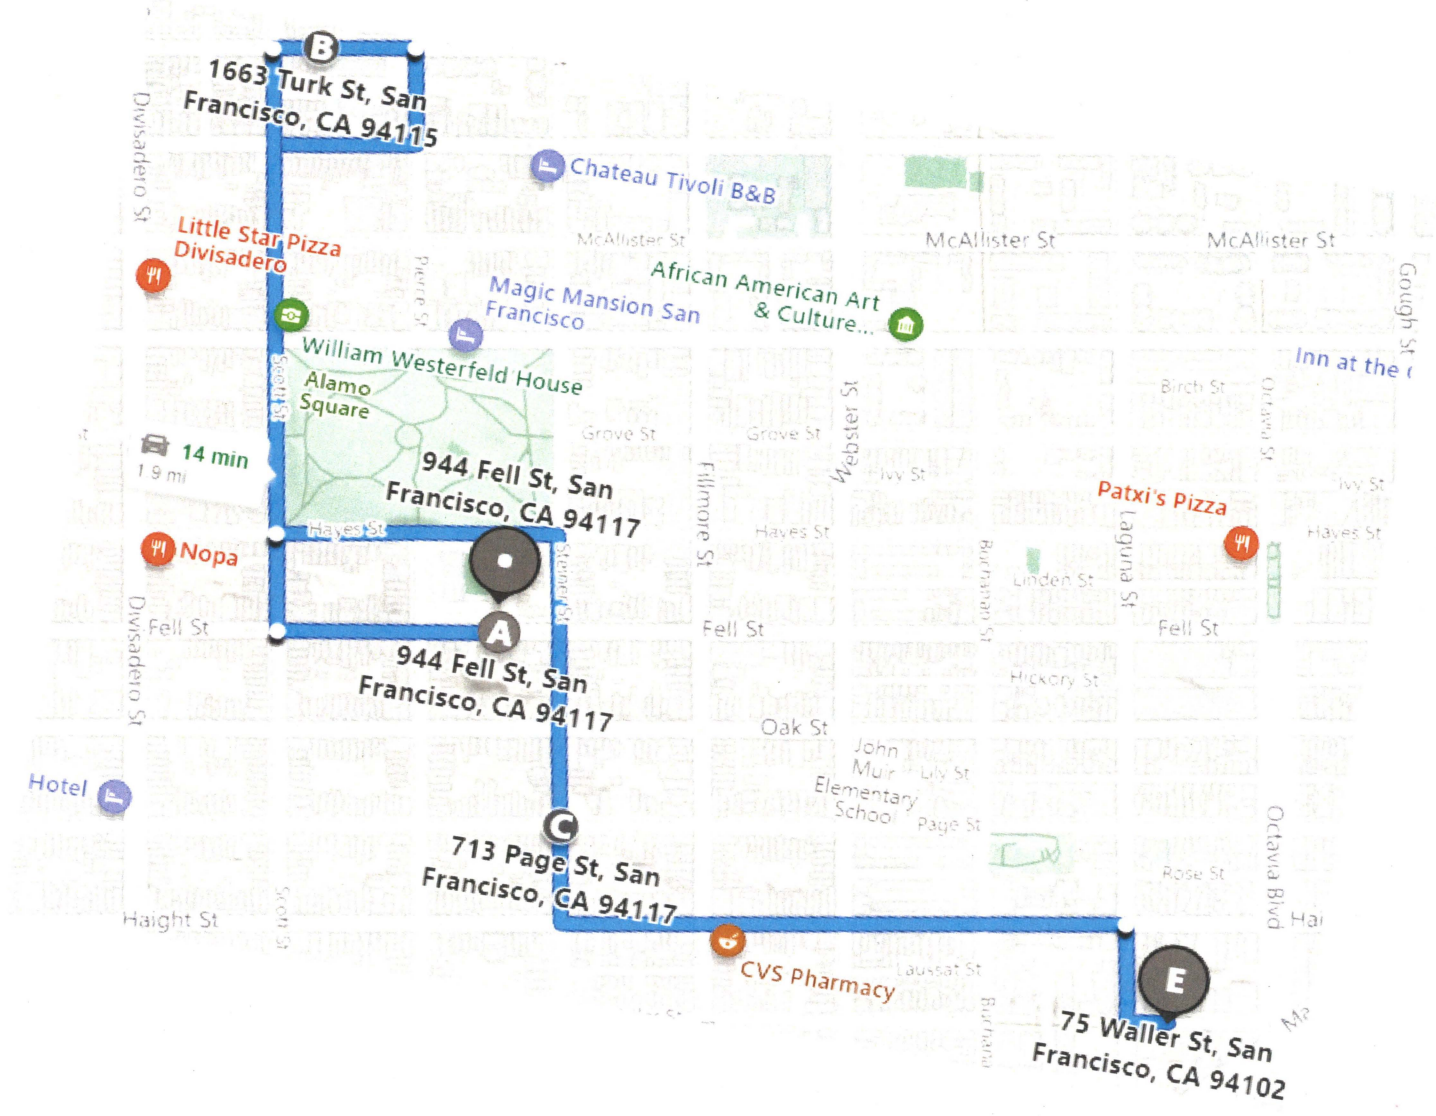 B
1663 Turk St, San
Francisco, CA 94115
Divisadero St
Chateau Tivoli B&B
McAllister St
McAllister St
McAllister St
Little Star Pizza
Divisadero
Pierce St
Magic Mansion San
Francisco
African American Art
& Culture...
Gough St
Inn at the
William Westerfeld House
Scott St
Alamo
Square
Birch St
Octavia St
Webster St
Grove St
Grove St
st
14 min
1 9 mi
944 Fell St, San
Francisco, CA 94117
Fillmore St
Ivy St
Ivy St
Patxi's Pizza
Hayes St
Hayes St
Hayes St
Nopa
Steiner St
Buchanan St
Laguna St
Linden St
Divisadero St
Fell St
A
Fell St
Fell St
944 Fell St, San
Francisco, CA 94117
Hickory St
Oak St
John
Muir
Elementary
School
Lily St
Page St
Hotel
C
713 Page St, San
Francisco, CA 94117
Rose St
Octavia Blvd
Haight St
Scott St
Hai
CVS Pharmacy
Laussat St
E
Buchana
75 Waller St, San
Francisco, CA 94102
Ma